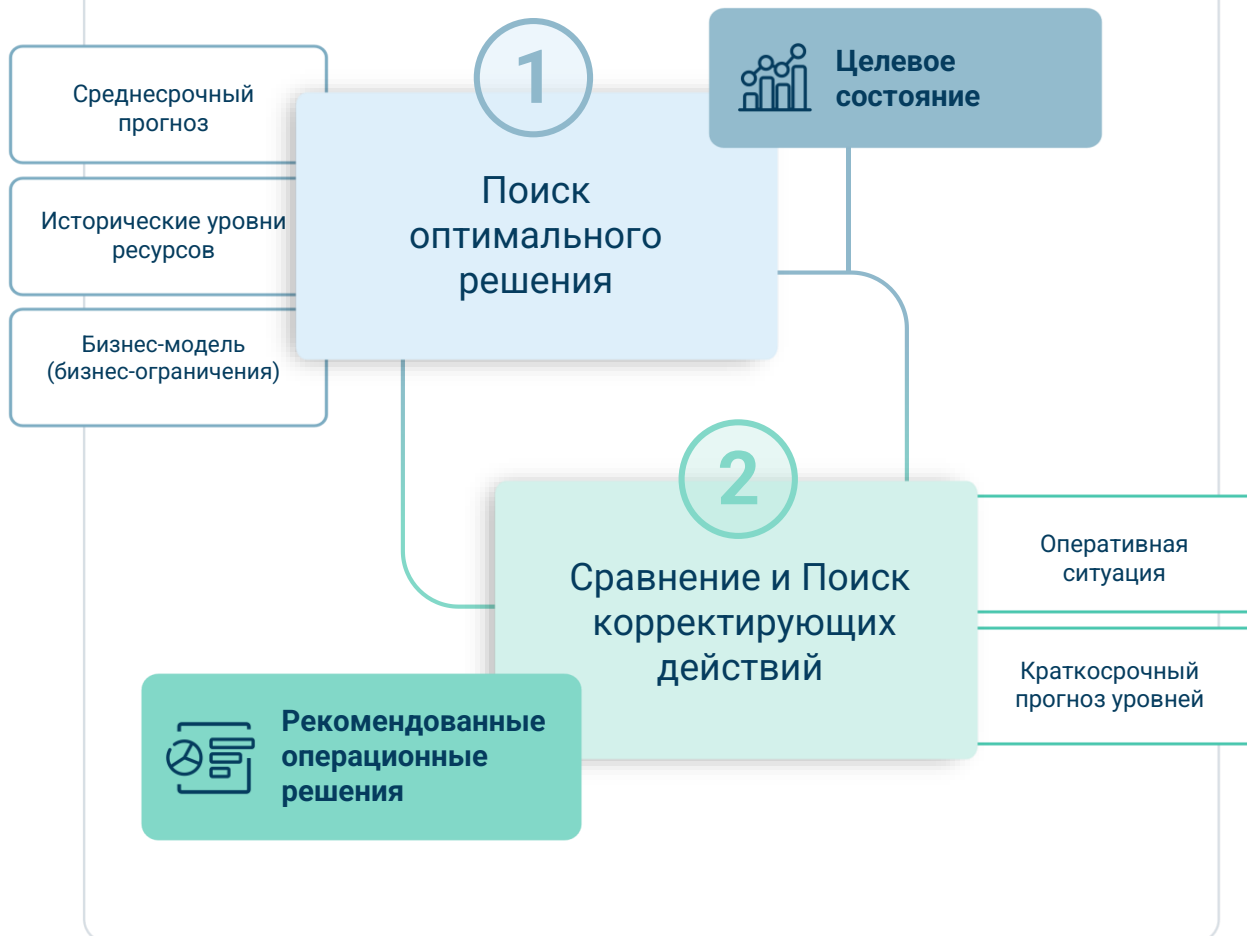 1
Целевое
состояние
Среднесрочный
прогноз
Исторические уровни
ресурсов
Бизнес-модель
(бизнес-ограничения)
Поиск
оптимального
решения
2
Сравнение и Поиск
корректирующих
действий
Оперативная
ситуация
Краткосрочный
прогноз уровней
Рекомендованные
операционные
решения